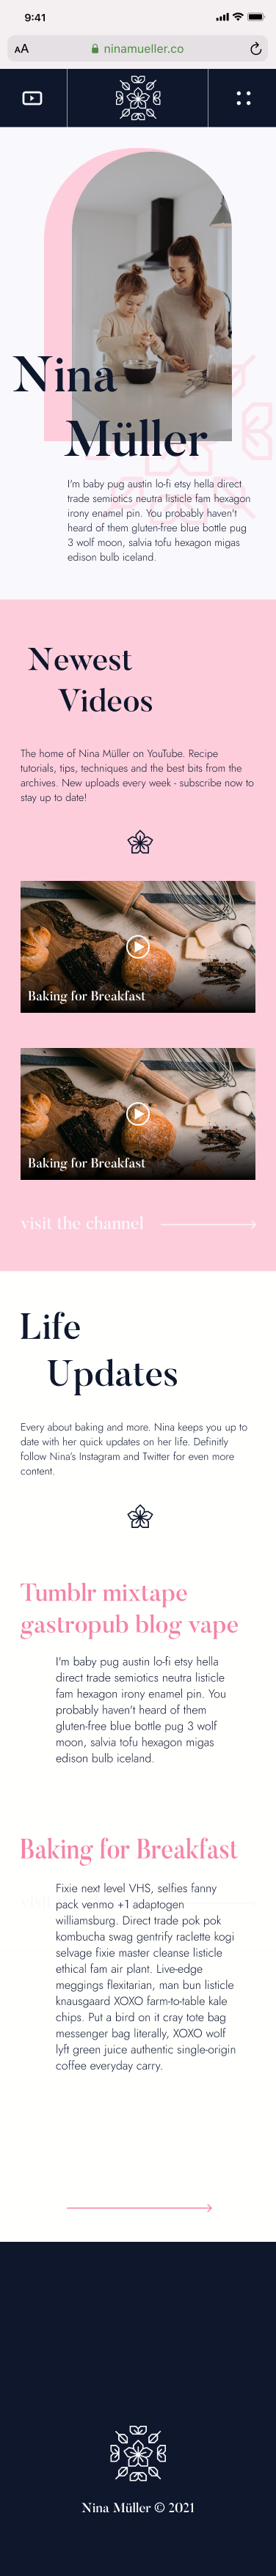 9:41
AA ninamueller.co
Nina
Müller
I'm baby pug austin lo-fi etsy hella direct
trade semiotics neutra listicle fam hexagon
irony enamel pin. You probably haven't
heard of them gluten-free blue bottle pug
3 wolf moon, salvia tofu hexagon migas
edison bulb iceland.
Newest
Videos
The home of Nina Müller on YouTube. Recipe
tutorials, tips, techniques and the best bits from the
archives. New uploads every week - subscribe now to
stay up to date!
Baking for Breakfast
Baking for Breakfast
visit the channel
Life
Updates
Every about baking and more. Nina keeps you up to
date with her quick updates on her life. Definitly
follow Nina's Instagram and Twitter for even more
content.
Tumblr mixtape
gastropub blog vape
I'm baby pug austin lo-fi etsy hella
direct trade semiotics neutra listicle
fam hexagon irony enamel pin. You
probably haven't heard of them
gluten-free blue bottle pug 3 wolf
moon, salvia tofu hexagon migas
edison bulb iceland.
Baking for Breakfast
Fixie next level VHS, selfies fanny
pack venmo +1 adaptogen
williamsburg. Direct trade pok pok
kombucha swag gentrify raclette kogi
selvage fixie master cleanse listicle
ethical fam air plant. Live-edge
meggings flexitarian, man bun listicle
knausgaard XOXO farm-to-table kale
chips. Put a bird on it cray tote bag
messenger bag literally, XOXO wolf
lyft green juice authentic single-origin
coffee everyday carry.
Nina Müller © 2021